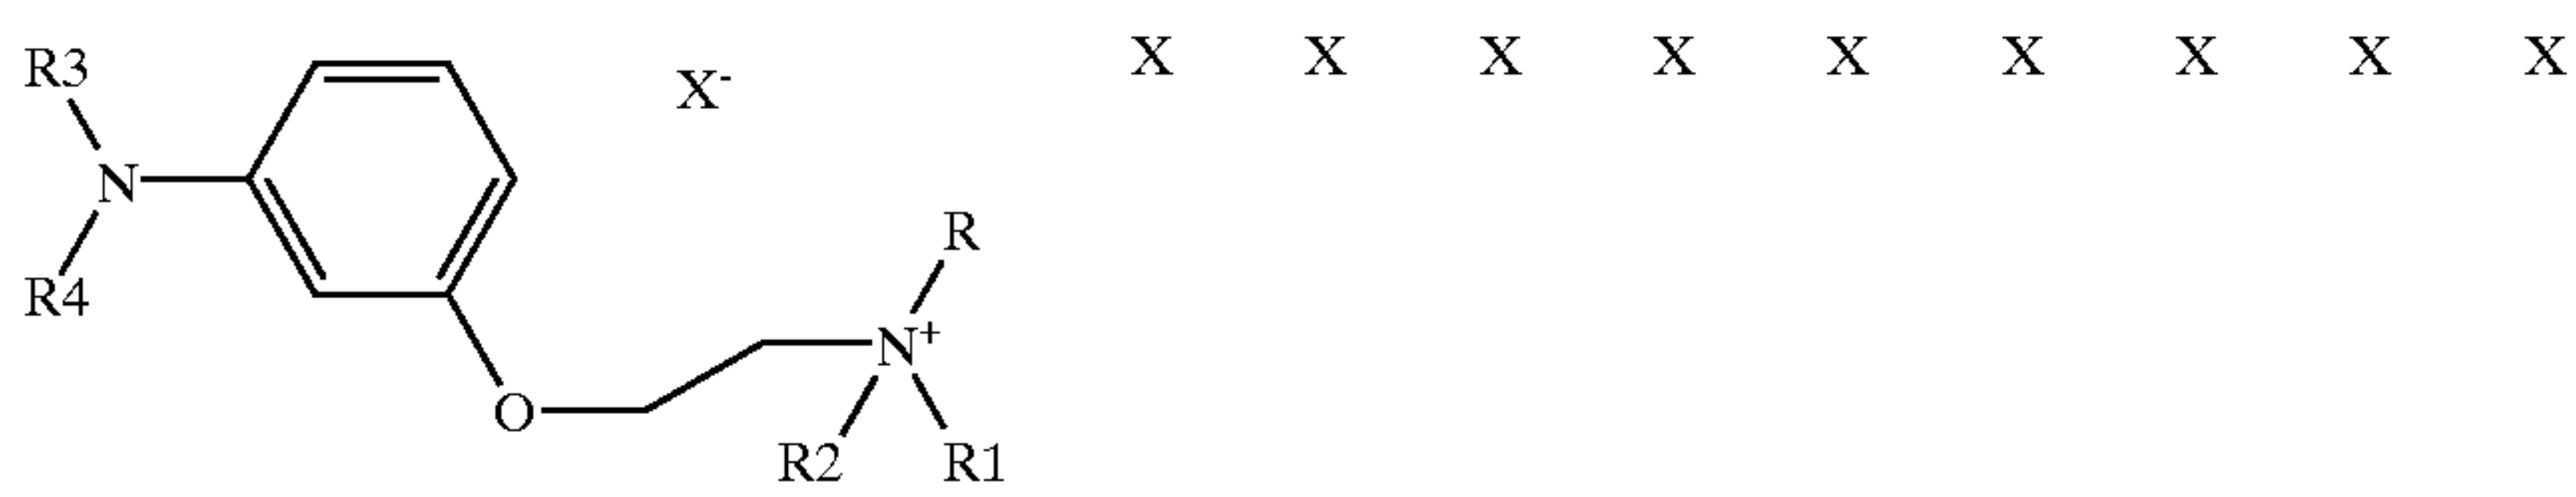 R3 X- X X X X X X X X X
N
R
R4
N+
O
R2 R1